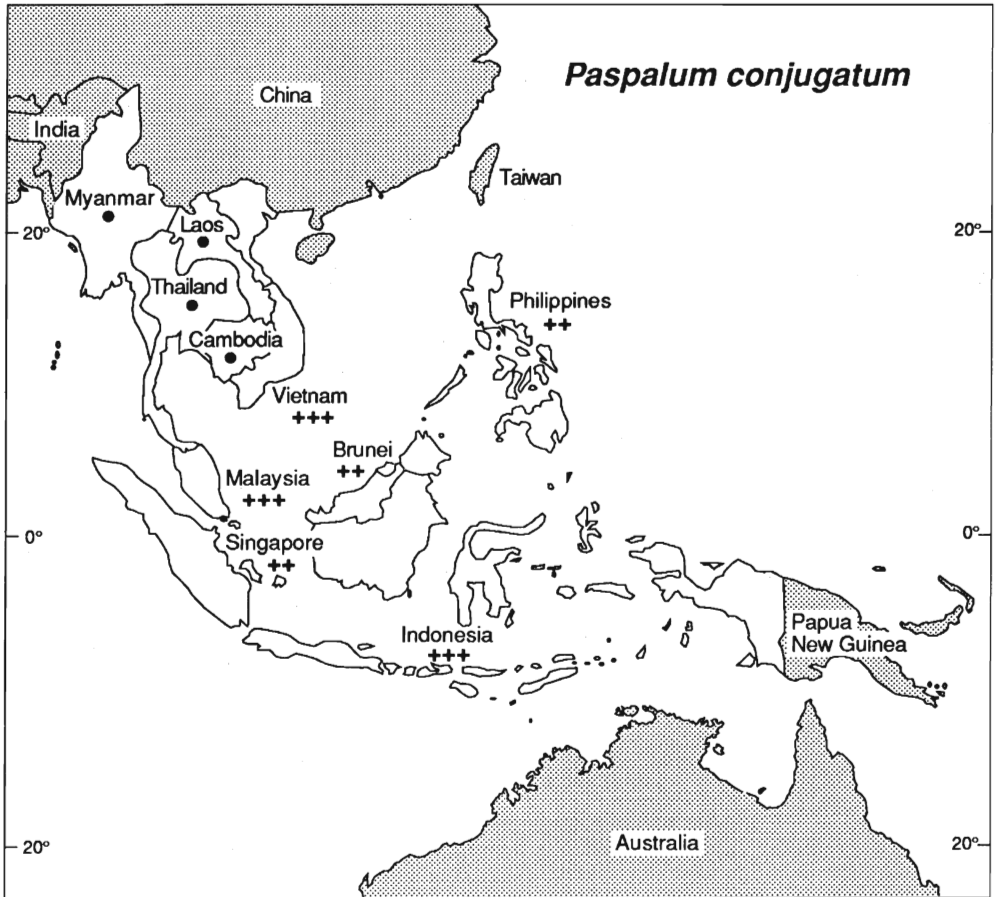 Paspalum conjugatum
China
India
Taiwan
Myanmar
Laos
20°
20°
Thailand
Philippines
++
Cambodia
Vietnam
+++
Brunei
++
Malaysia
+++
0°
0°
Singapore
++
Indonesia
+++
Papua
New Guinea
20°
20°
Australia